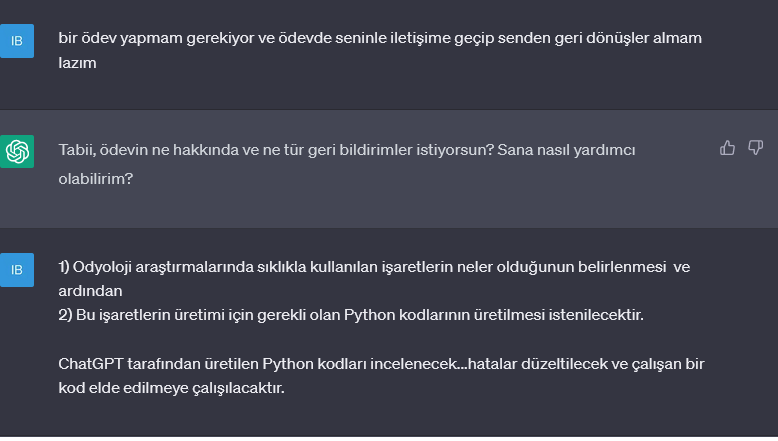 IB
bir ödev yapmam gerekiyor ve ödevde seninle iletişime geçip senden geri dönüşler almam
lazım
Tabii, ödevin ne hakkında ve ne tür geri bildirimler istiyorsun? Sana nasıl yardımcı
olabilirim?
IB
1) Odyoloji araştırmalarında sıklıkla kullanılan işaretlerin neler olduğunun belirlenmesi ve
ardından
2) Bu işaretlerin üretimi için gerekli olan Python kodlarının üretilmesi istenilecektir.
ChatGPT tarafından üretilen Python kodları incelenecek...hatalar düzeltilecek ve çalışan bir
kod elde edilmeye çalışılacaktır.